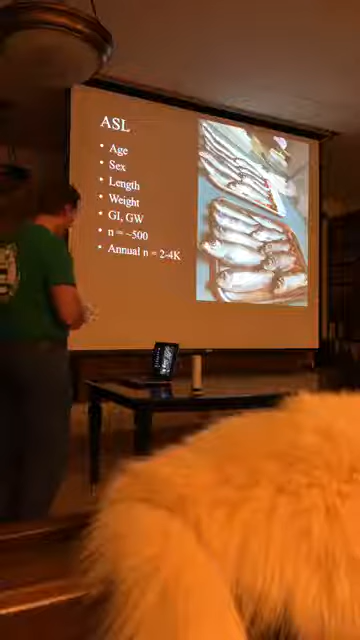 ASL
• Age
• Sex
• Length
• Weight
• GI, GW
• n = ~500
• Annual n = 2-4K